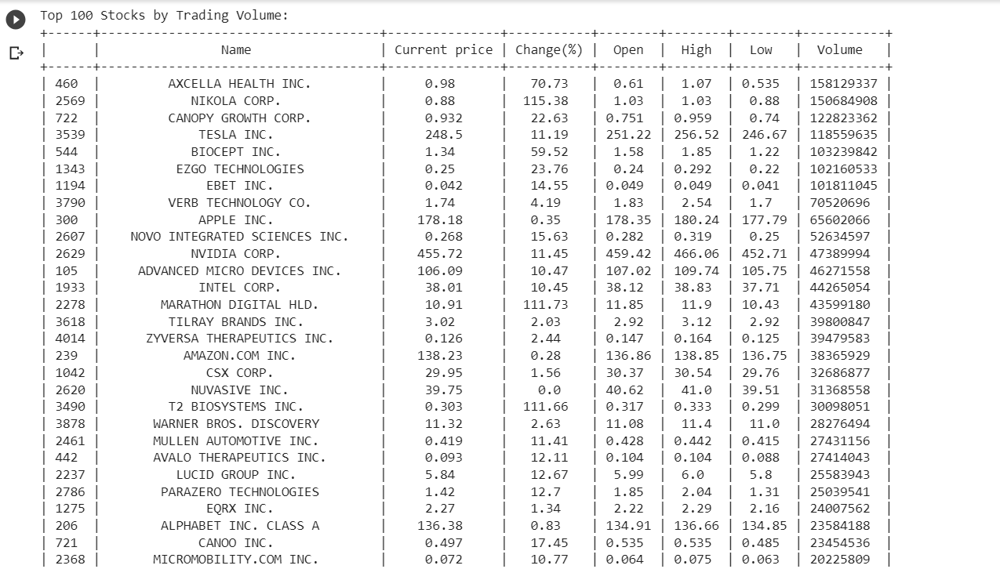 Top 100 Stocks by Trading Volume:
| | Name | Current price | Change(%) | Open | High | Low | Volume |
| 460 | AXCELLA HEALTH INC. | 0.98 | 70.73 | 0.61 | 1.07 | 0.535 | 158129337 |
| 2569 | NIKOLA CORP. | 0.88 | 115.38 | 1.03 | 1.03 | 0.88 | 150684908 |
| 722 | CANOPY GROWTH CORP. | 0.932 | 22.63 | 0.751 | 0.959 | 0.74 | 122823362 |
| 3539 | TESLA INC. | 248.5 | 11.19 | 251.22 | 256.52 | 246.67 | 118559635 |
| 544 | BIOCEPT INC. | 1.34 | 59.52 | 1.58 | 1.85 | 1.22 | 103239842 |
| 1343 | EZGO TECHNOLOGIES | 0.25 | 23.76 | 0.24 | 0.292 | 0.22 | 102160533 |
| 1194 | EBET INC. | 0.042 | 14.55 | 0.049 | 0.049 | 0.041 | 101811045 |
| 3790 | VERB TECHNOLOGY CO. | 1.74 | 4.19 | 1.83 | 2.54 | 1.7 | 70520696 |
| 300 | APPLE INC. | 178.18 | 0.35 | 178.35 | 180.24 | 177.79 | 65602066 |
| 2607 | NOVO INTEGRATED SCIENCES INC. | 0.268 | 15.63 | 0.282 | 0.319 | 0.25 | 52634597 |
| 2629 | NVIDIA CORP. | 455.72 | 11.45 | 459.42 | 466.06 | 452.71 | 47389994 |
| 105 | ADVANCED MICRO DEVICES INC. | 106.09 | 10.47 | 107.02 | 109.74 | 105.75 | 46271558 |
| 1933 | INTEL CORP. | 38.01 | 10.45 | 38.12 | 38.83 | 37.71 | 44265054 |
| 2278 | MARATHON DIGITAL HLD. | 10.91 | 111.73 | 11.85 | 11.9 | 10.43 | 43599180 |
| 3618 | TILRAY BRANDS INC. | 3.02 | 2.03 | 2.92 | 3.12 | 2.92 | 39800847 |
| 4014 | ZYVERSA THERAPEUTICS INC. | 0.126 | 2.44 | 0.147 | 0.164 | 0.125 | 39479583 |
| 239 | AMAZON.COM INC. | 138.23 | 0.28 | 136.86 | 138.85 | 136.75 | 38365929 |
| 1042 | CSX CORP. | 29.95 | 1.56 | 30.37 | 30.54 | 29.76 | 32686877 |
| 2620 | NUVASIVE INC. | 39.75 | 0.0 | 40.62 | 41.0 | 39.51 | 31368558 |
| 3490 | T2 BIOSYSTEMS INC. | 0.303 | 111.66 | 0.317 | 0.333 | 0.299 | 30098051 |
| 3878 | WARNER BROS. DISCOVERY | 11.32 | 2.63 | 11.08 | 11.4 | 11.0 | 28276494 |
| 2461 | MULLEN AUTOMOTIVE INC. | 0.419 | 11.41 | 0.428 | 0.442 | 0.415 | 27431156 |
| 442 | AVALO THERAPEUTICS INC. | 0.093 | 12.11 | 0.104 | 0.104 | 0.088 | 27414043 |
| 2237 | LUCID GROUP INC. | 5.84 | 12.67 | 5.99 | 6.0 | 5.8 | 25583943 |
| 2786 | PARAZERO TECHNOLOGIES | 1.42 | 12.7 | 1.85 | 2.04 | 1.31 | 25039541 |
| 1275 | EQRX INC. | 2.27 | 1.34 | 2.22 | 2.29 | 2.16 | 24007562 |
| 206 | ALPHABET INC. CLASS A | 136.38 | 0.83 | 134.91 | 136.66 | 134.85 | 23584188 |
| 721 | CANOO INC. | 0.497 | 17.45 | 0.535 | 0.535 | 0.485 | 23454536 |
| 2368 | MICROMOBILITY.COM INC. | 0.072 | 10.77 | 0.064 | 0.075 | 0.063 | 20225809 |